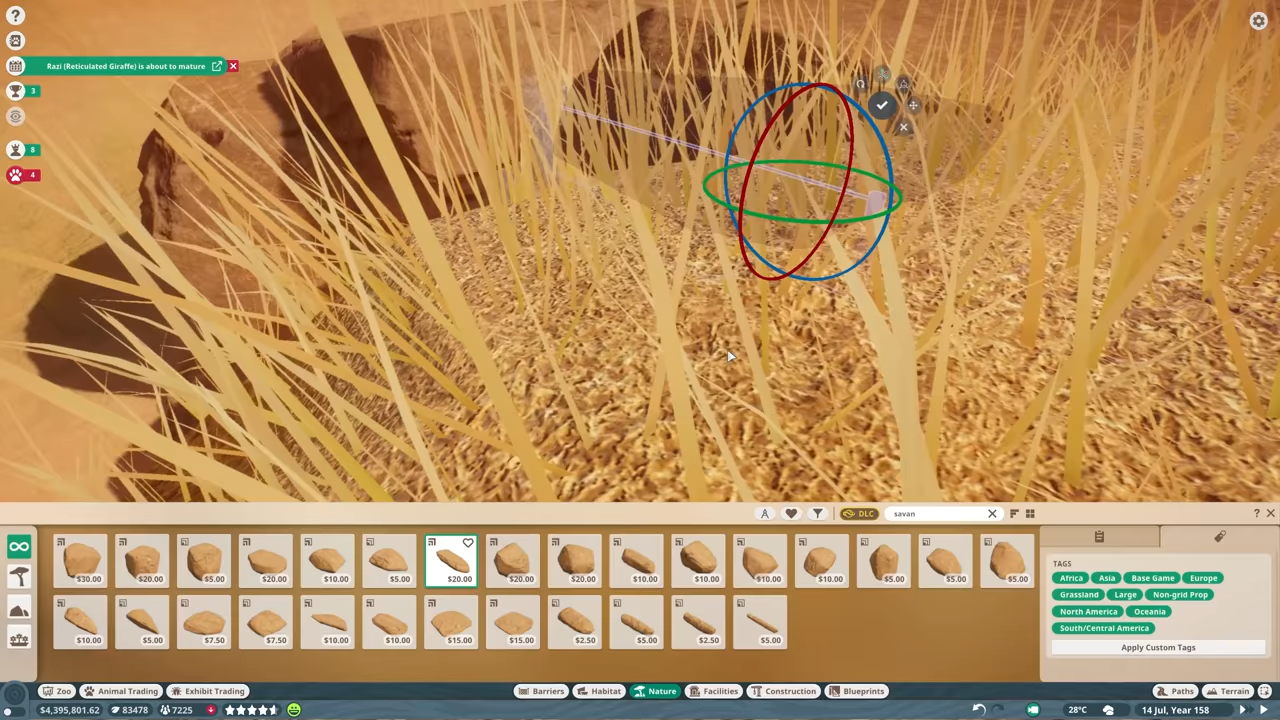 Razi (Reticulated Giraffe) is about to mature
3
8
4
DLC
savan
$30.00 $20.00 $5.00 $20.00 $10.00 $5.00 $20.00 $20.00 $20.00 $10.00 $10.00 $10.00 $10.00 $5.00 $5.00 $5.00
$10.00 $5.00 $7.50 $7.50 $10.00 $10.00 $15.00 $15.00 $2.50 $5.00 $2.50 $5.00
TAGS
Africa Asia Base Game Europe
Grassland Large Non-grid Prop
North America Oceania
South/Central America
Apply Custom Tags
Zoo Animal Trading Exhibit Trading Barriers Habitat Nature Facilities Construction Blueprints Paths Terrain
$4,395,801.62 83478 7225 28°C 14 Jul, Year 158